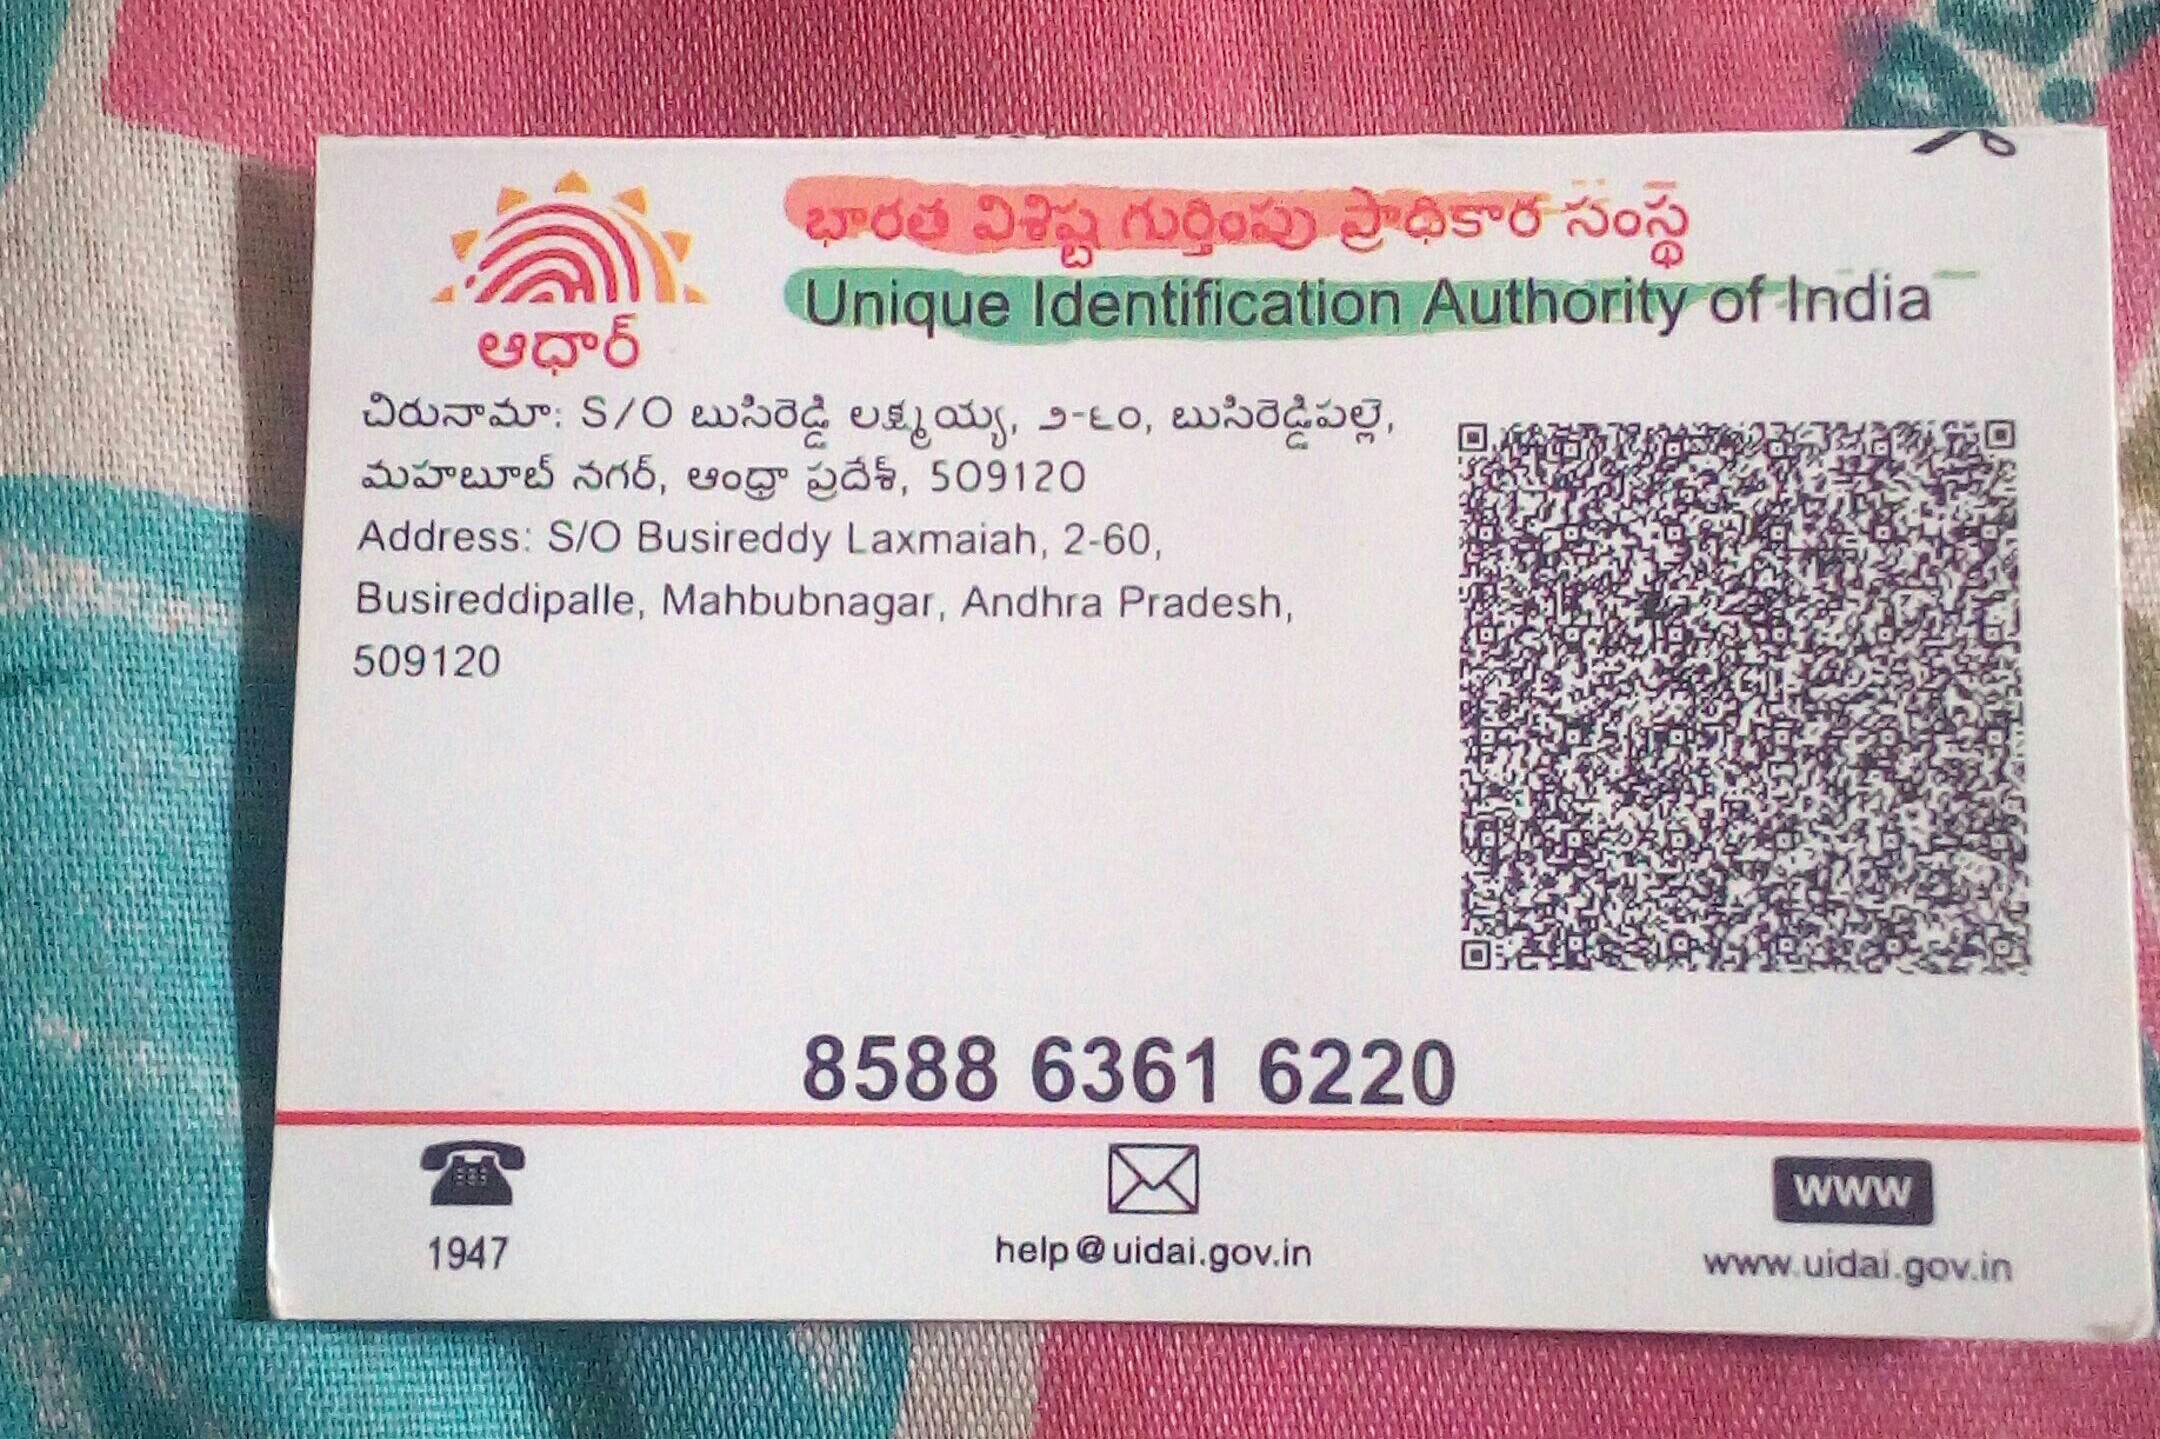 ఆధార్
భారత విశిష్ట గుర్తింపు ప్రాధికార సంస్థ
Unique Identification Authority of India
చిరునామా: S/O బుసిరెడ్డి లక్ష్మయ్య, ౨-౬౦, బుసిరెడ్డిపల్లె,
మహబూబ్ నగర్, ఆంధ్రా ప్రదేశ్, 509120
Address: S/O Busireddy Laxmaiah, 2-60,
Busireddipalle, Mahbubnagar, Andhra Pradesh,
509120
8588 6361 6220
1947
help@uidai.gov.in
www
www.uidai.gov.in